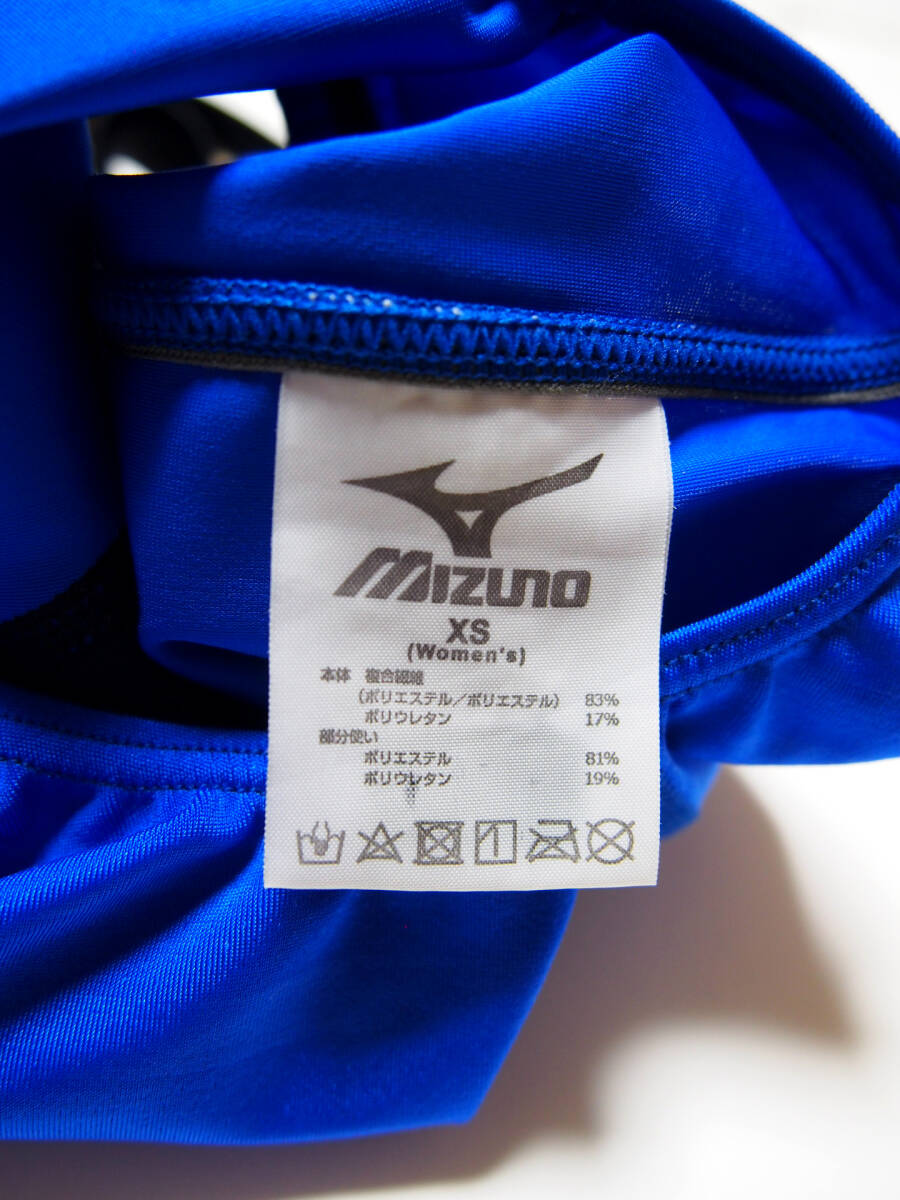 MIZUNO
XS
(Women's)
本体 複合繊維
(ポリエステル/ポリエステル) 83%
ポリウレタン 17%
部分使い
ポリエステル 81%
ポリウレタン 19%